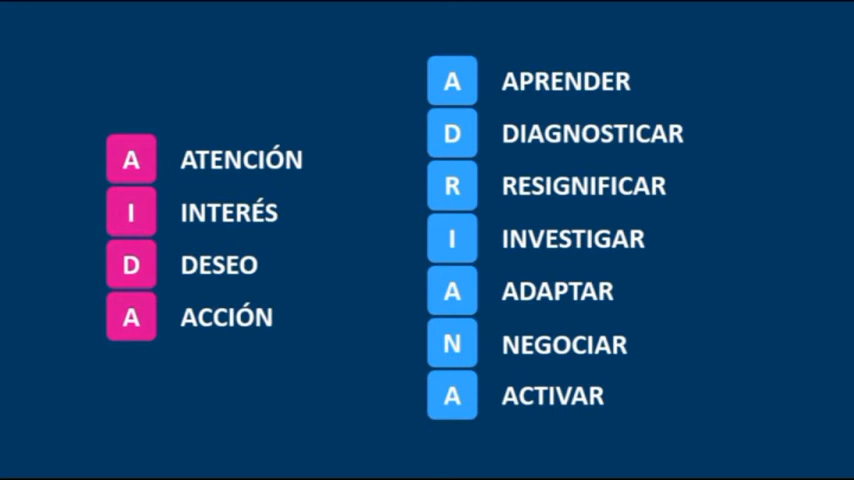 A ATENCIÓN
I INTERÉS
D DESEO
A ACCIÓN
A APRENDER
D DIAGNOSTICAR
R RESIGNIFICAR
I INVESTIGAR
A ADAPTAR
N NEGOCIAR
A ACTIVAR